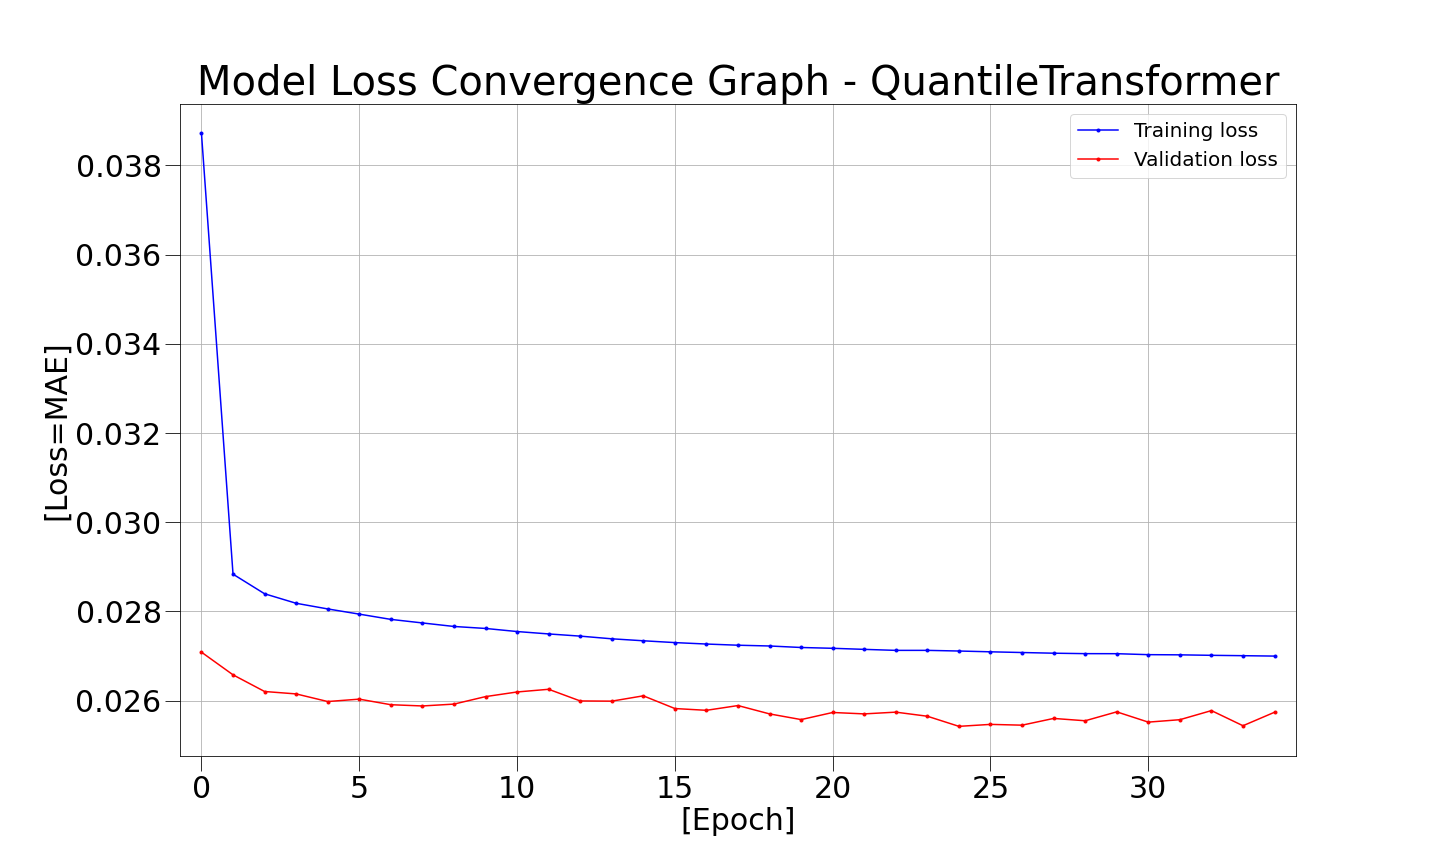 Model Loss Convergence Graph - QuantileTransformer
Training loss
Validation loss
[Loss=MAE]
0.038
0.036
0.034
0.032
0.030
0.028
0.026
0
5
10
15
20
25
30
[Epoch]